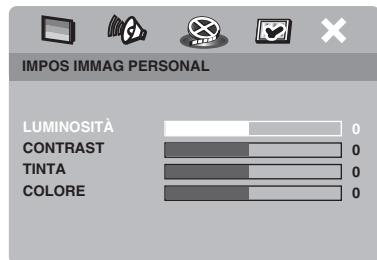 IMPOS IMMAG PERSONAL
LUMINOSITÀ 0
CONTRAST 0
TINTA 0
COLORE 0